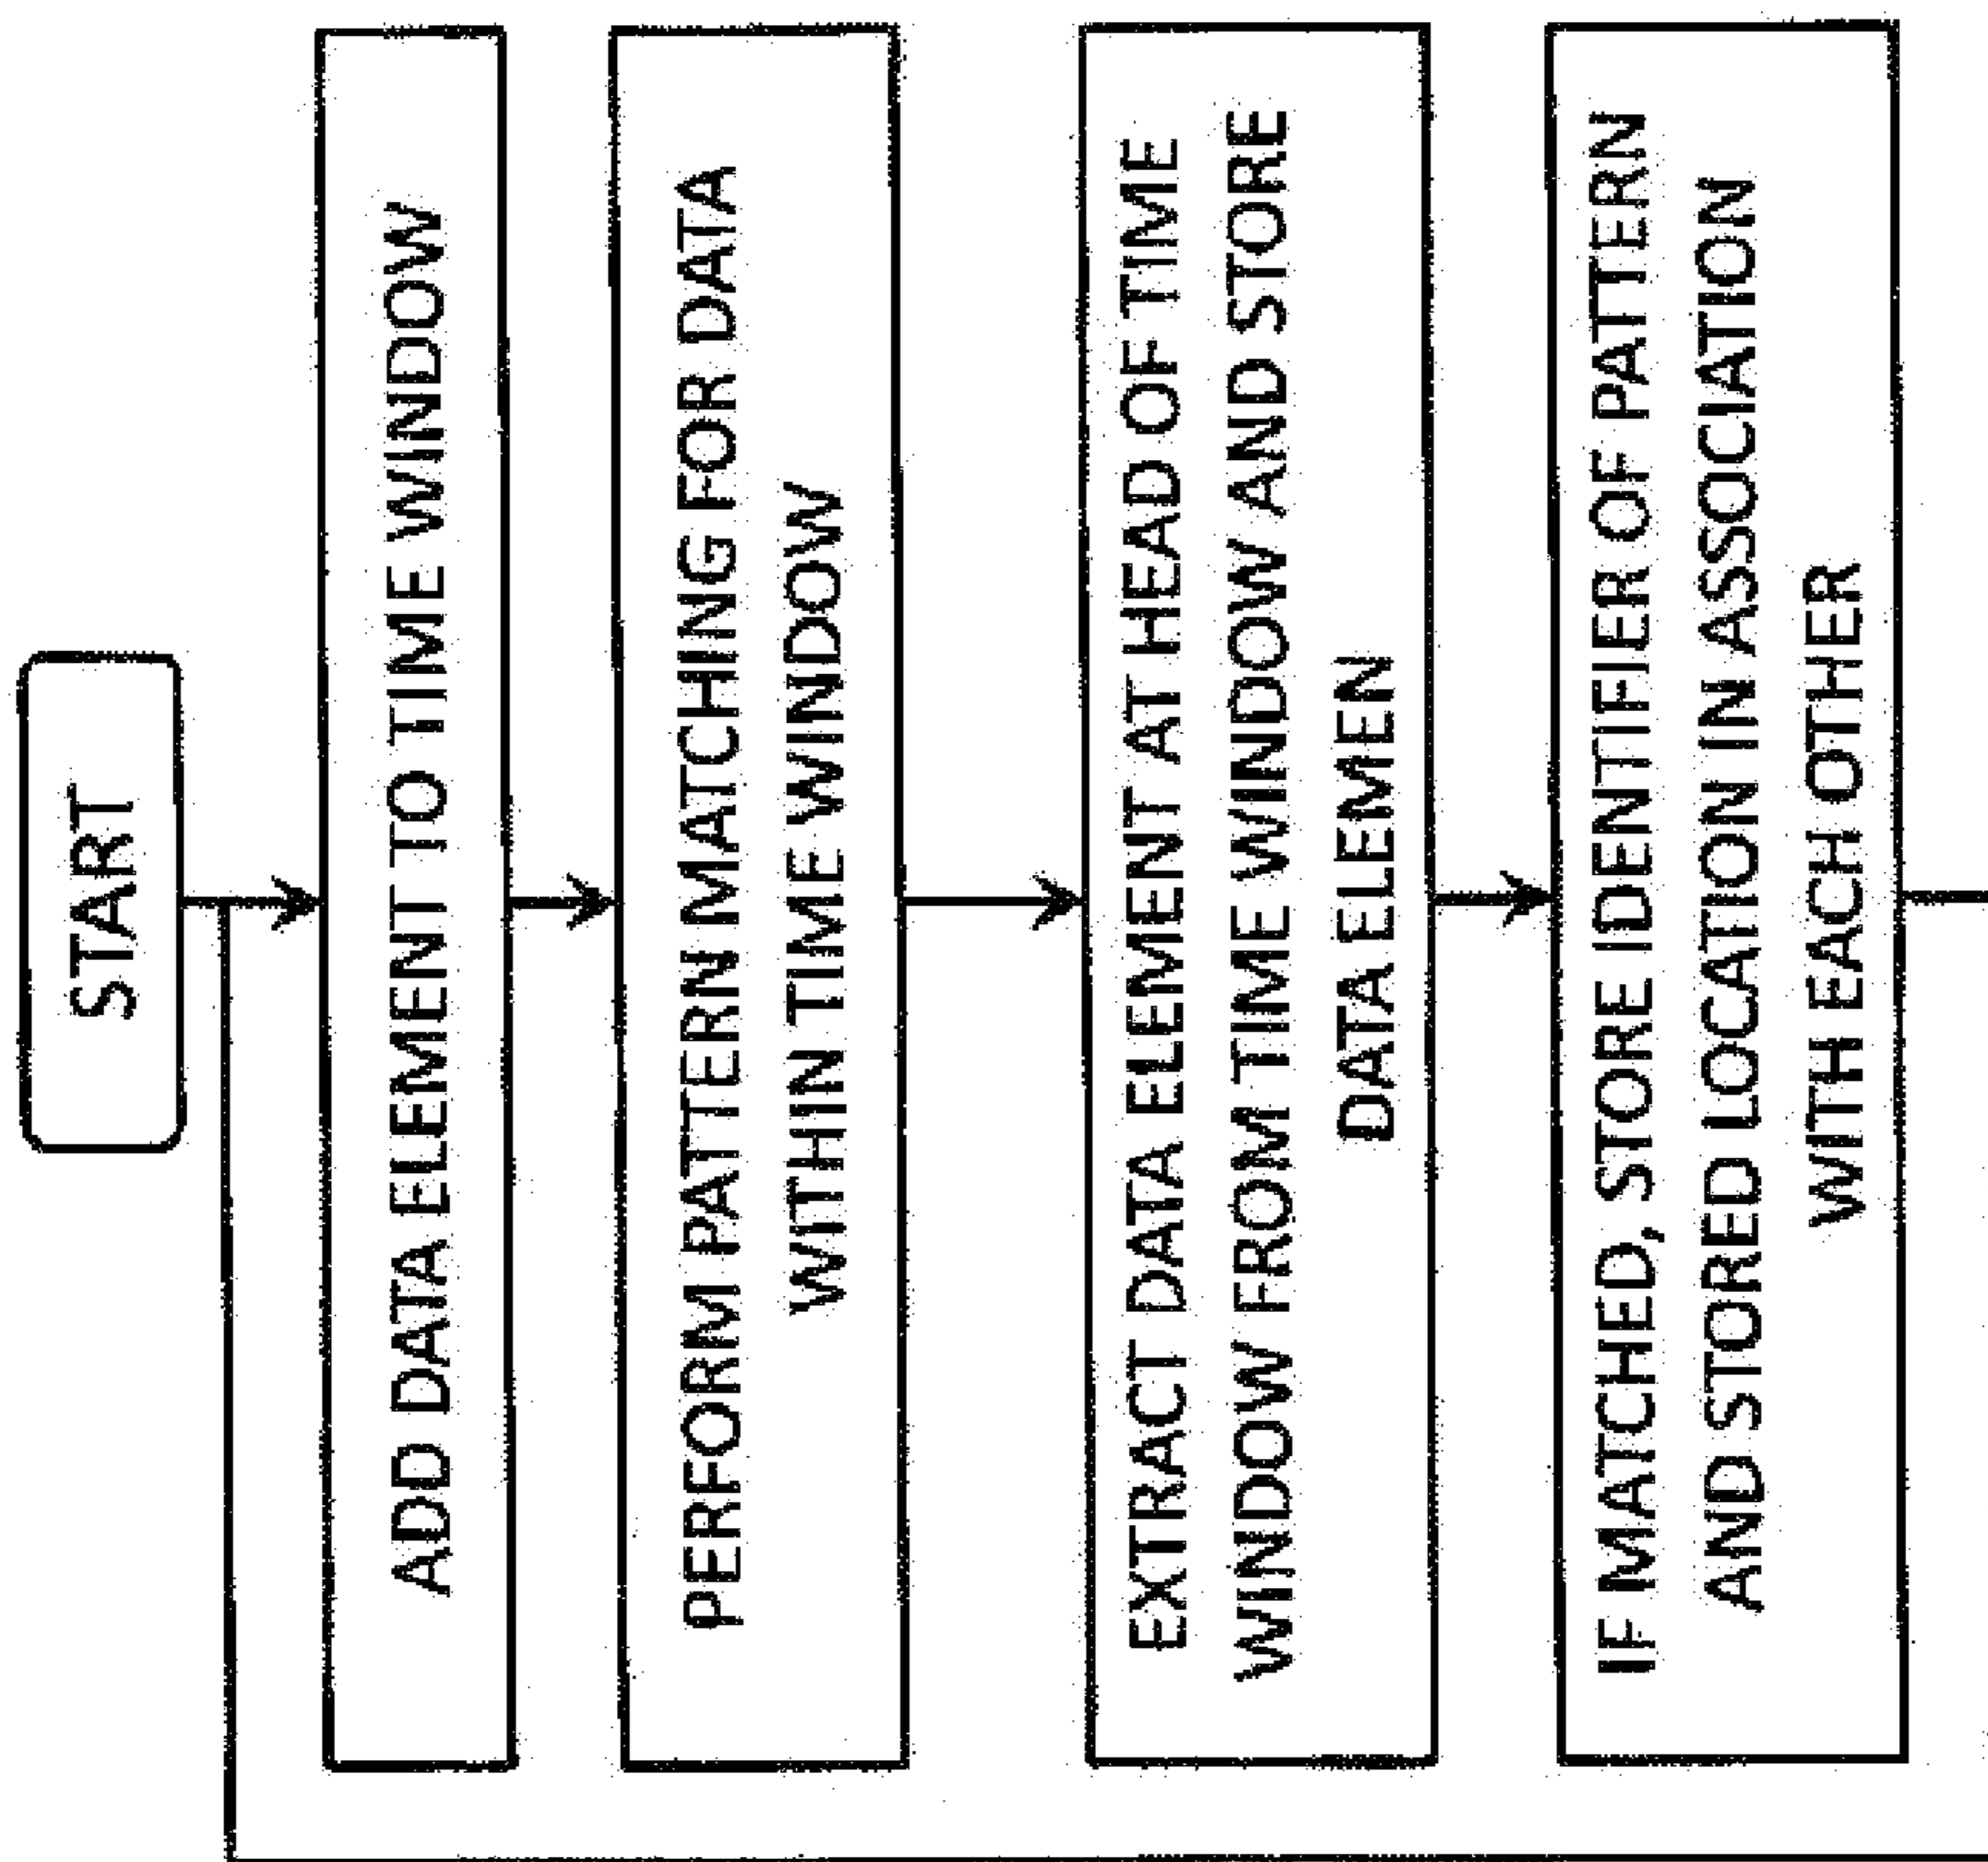 START
ADD DATA ELEMENT TO TIME WINDOW
PERFORM PATTERN MATCHING FOR DATA
WITHIN TIME WINDOW
EXTRACT DATA ELEMENT AT HEAD OF TIME
WINDOW FROM TIME WINDOW AND STORE
DATA ELEMEN
IF MATCHED, STORE IDENTIFIER OF PATTERN
AND STORED LOCATION IN ASSOCIATION
WITH EACH OTHER